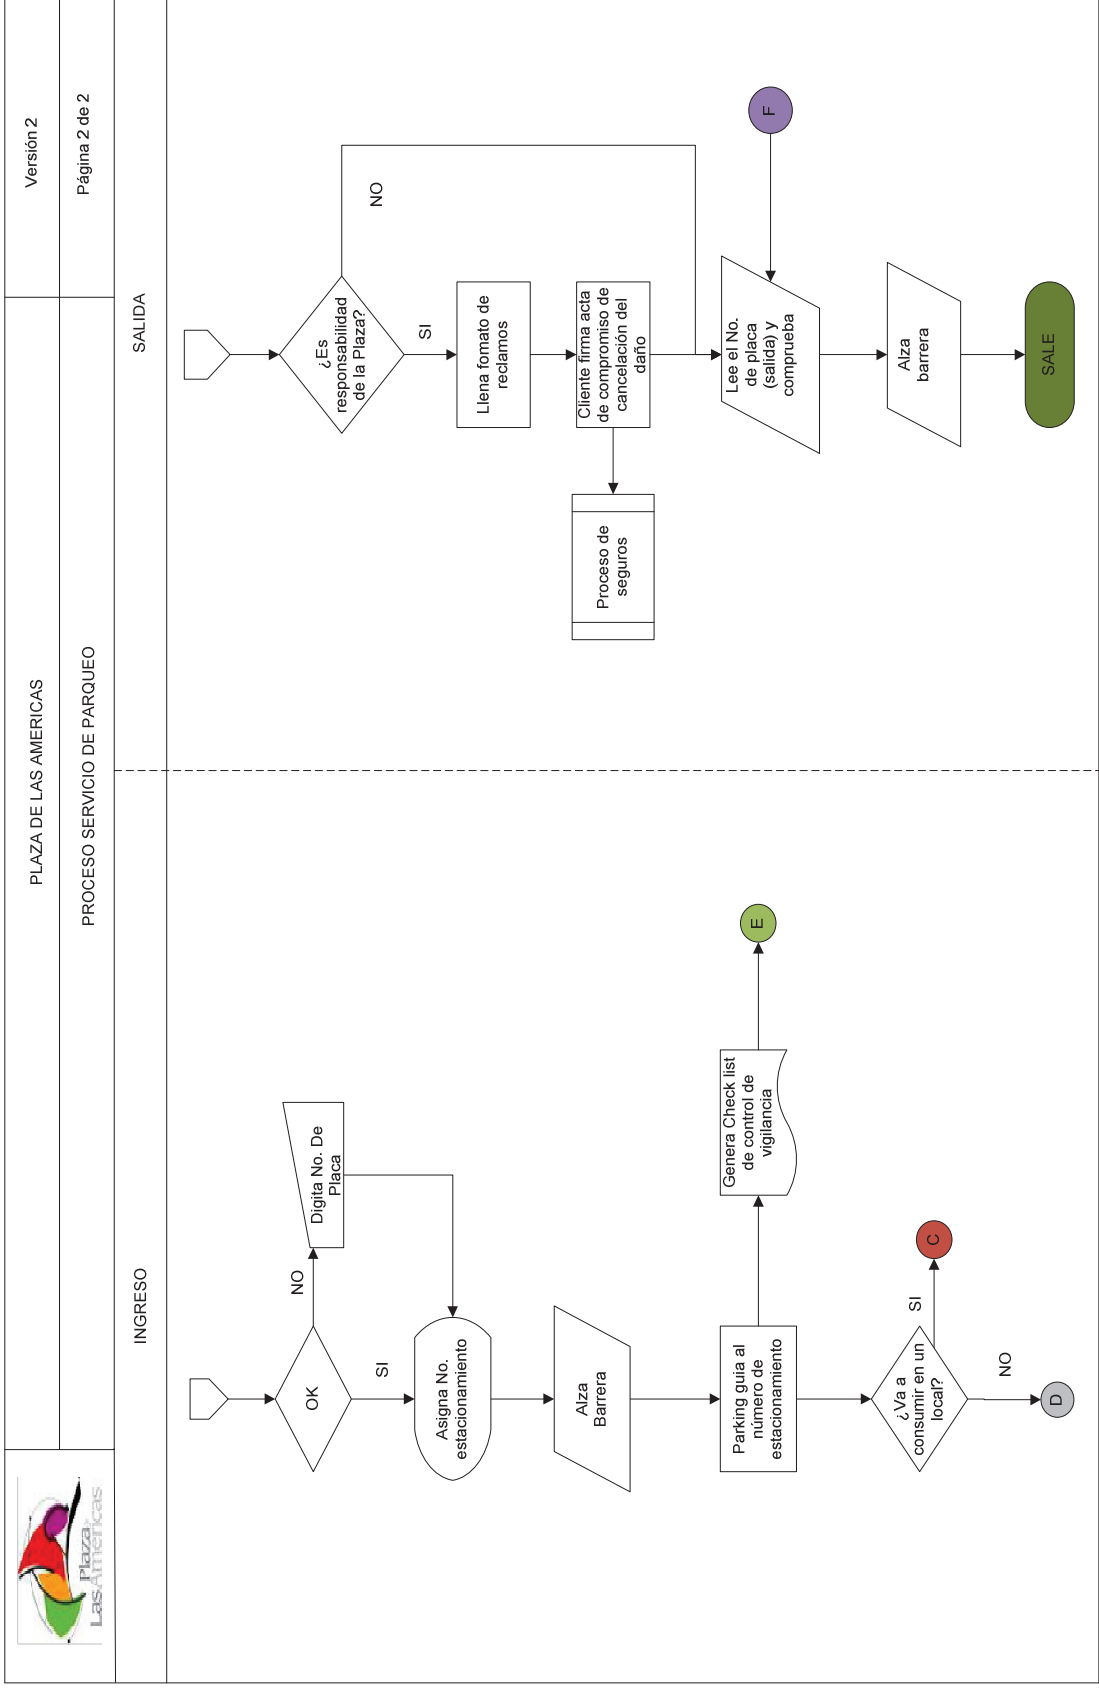 Plaza
LasAmericas
PLAZA DE LAS AMERICAS
Versión 2
PROCESO SERVICIO DE PARQUEO
Página 2 de 2
INGRESO
SALIDA
OK
NO
Digita No. De
Placa
SI
Asigna No.
estacionamiento
Alza
Barrera
Parking guia al
número de
estacionamiento
Genera Check list
de control de
vigilancia
E
¿Va a
consumir en un
local?
SI
C
NO
D
¿Es
responsabilidad
de la Plaza?
NO
SI
Llena fomato de
reclamos
Cliente firma acta
de compromiso de
cancelación del
daño
Proceso de
seguros
Lee el No.
de placa
(salida) y
comprueba
F
Alza
barrera
SALE